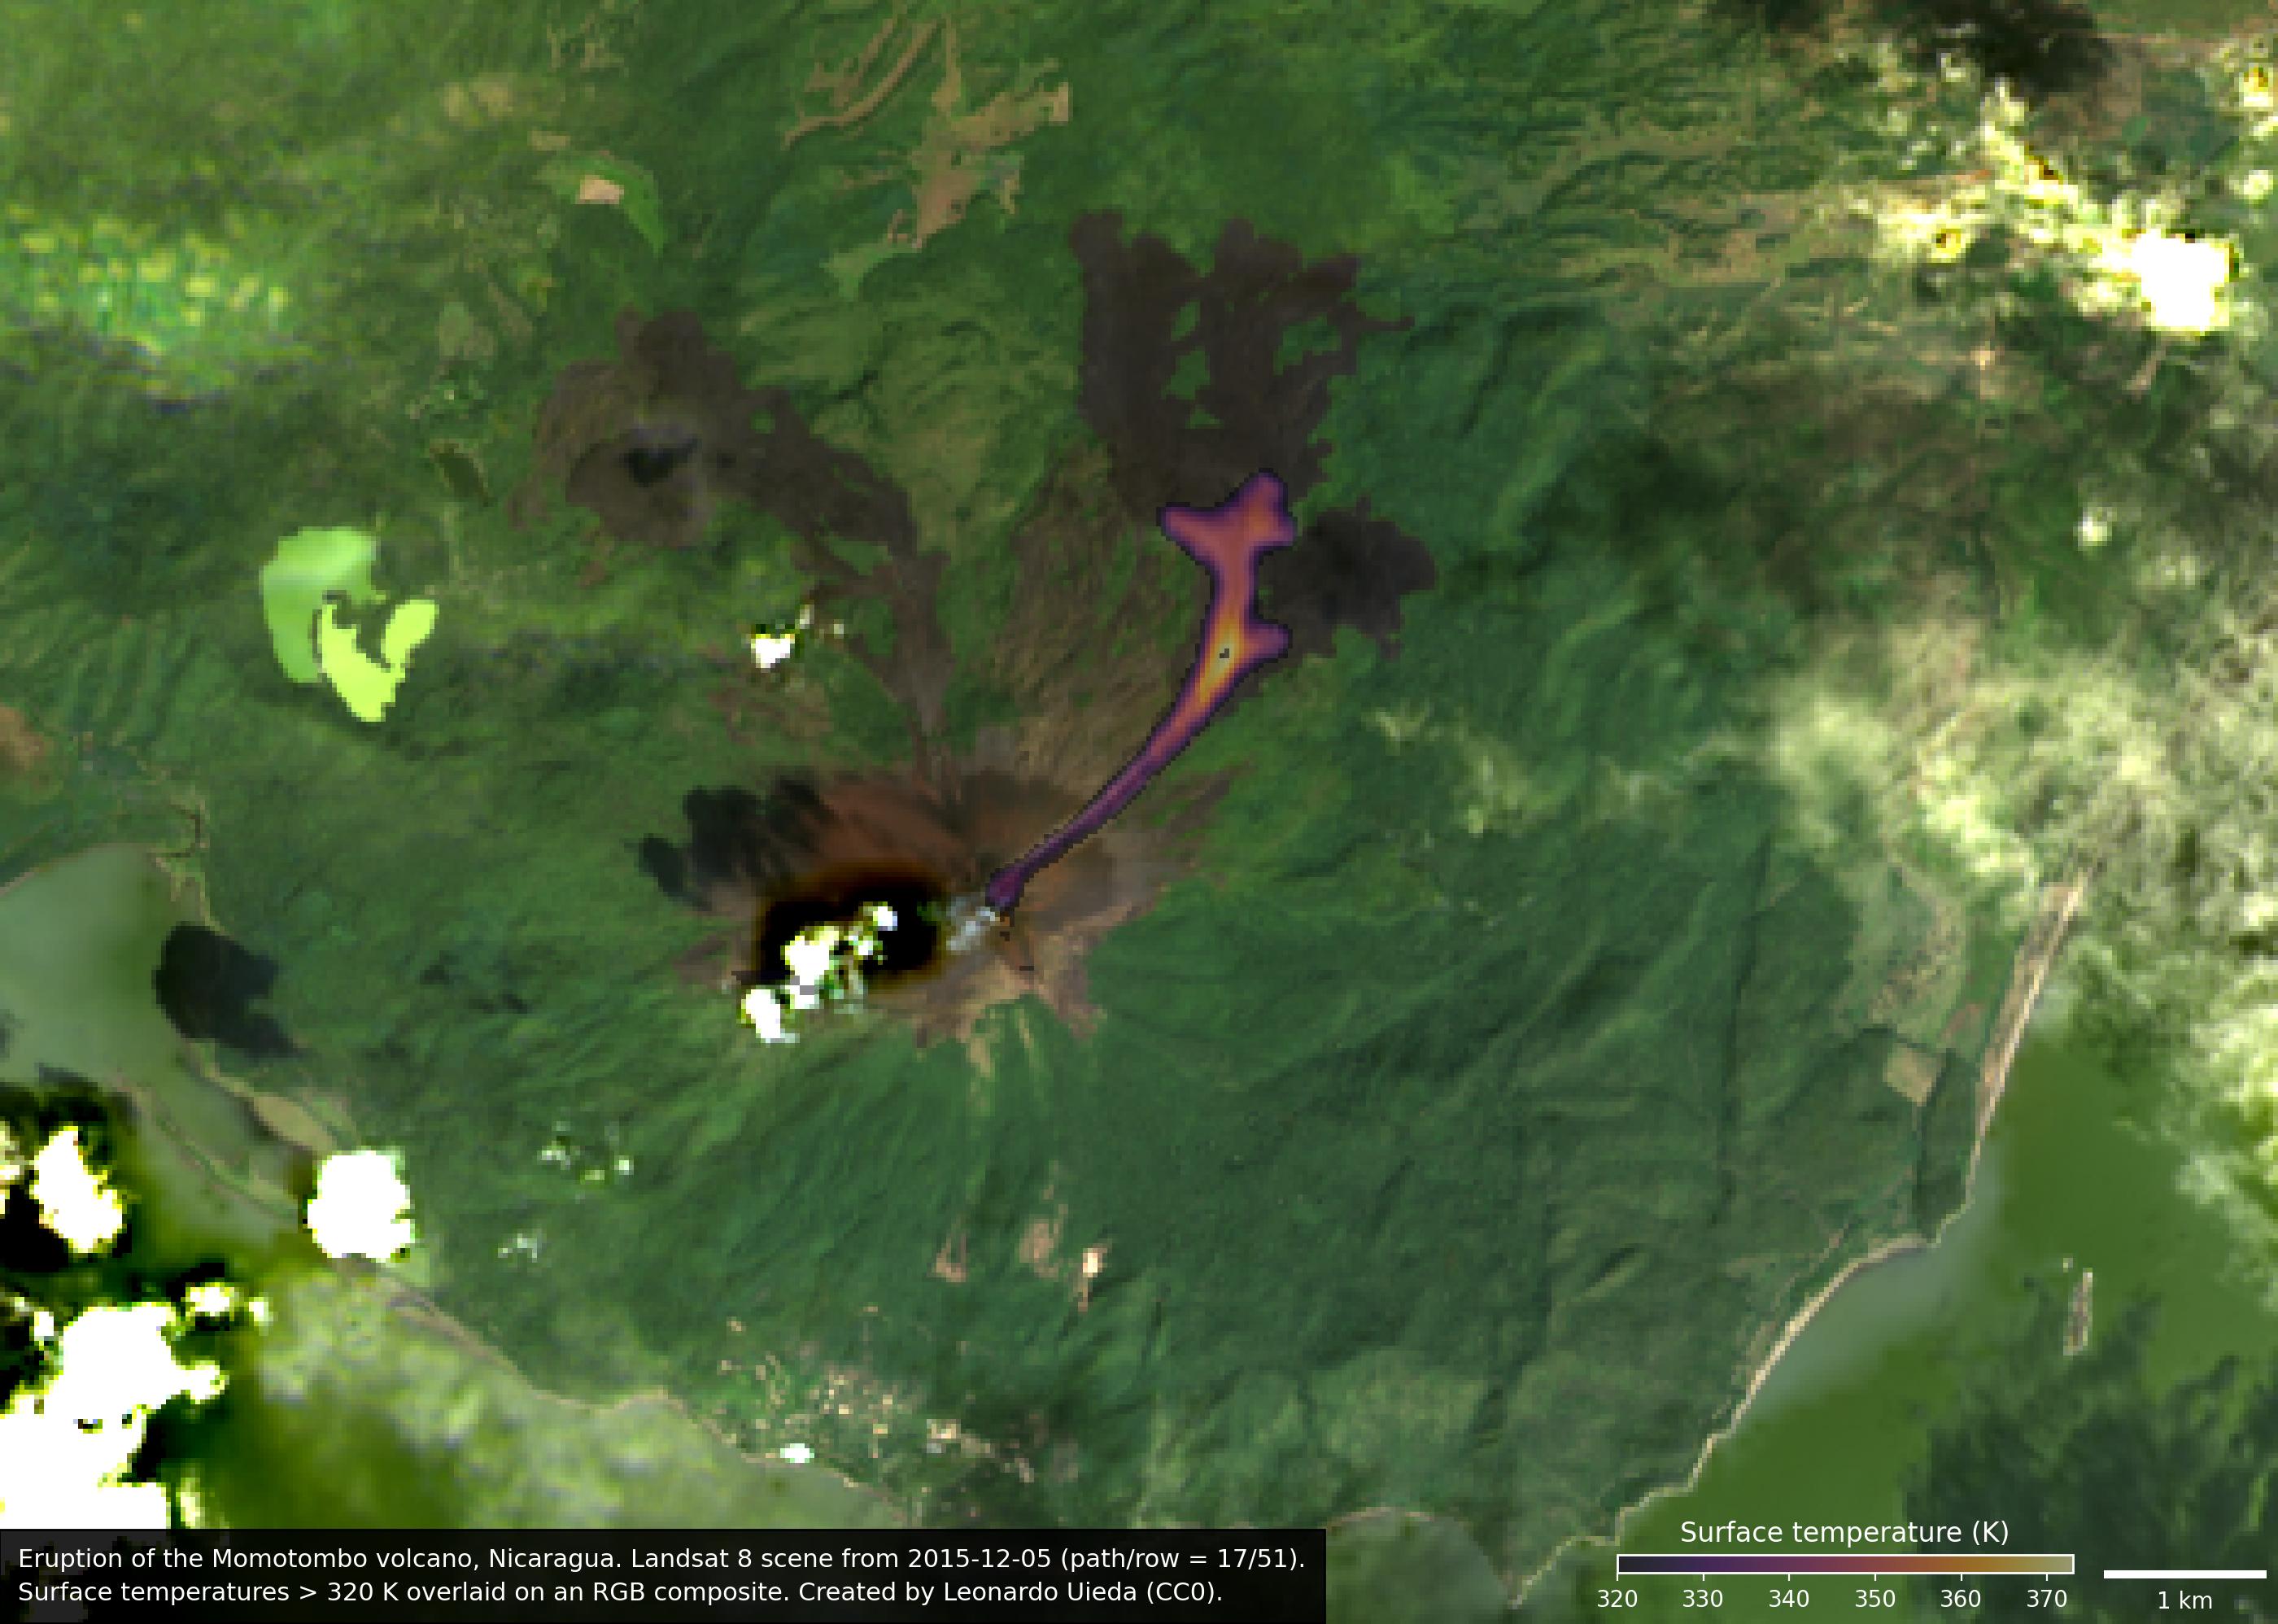 Surface temperature (K)
320 330 340 350 360 370
1 km
Eruption of the Momotombo volcano, Nicaragua. Landsat 8 scene from 2015-12-05 (path/row = 17/51).
Surface temperatures > 320 K overlaid on an RGB composite. Created by Leonardo Uieda (CC0).